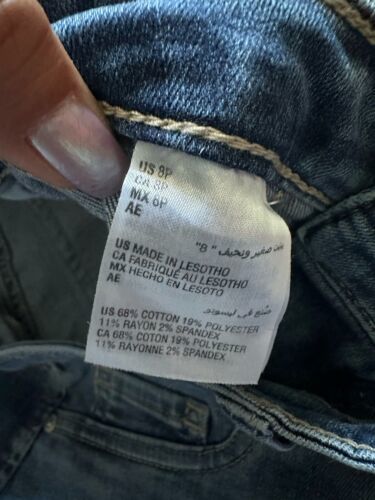 US 8P
CA 8P
MX 8P
AE
صغير ونحيف "8"
US MADE IN LESOTHO
CA FABRIQUÉ AU LESOTHO
MX HECHO EN LESOTO
AE
صُنع في ليسوتو
US 68% COTTON 19% POLYESTER
11% RAYON 2% SPANDEX
CA 68% COTON 19% POLYESTER
11% RAYONNE 2% SPANDEX